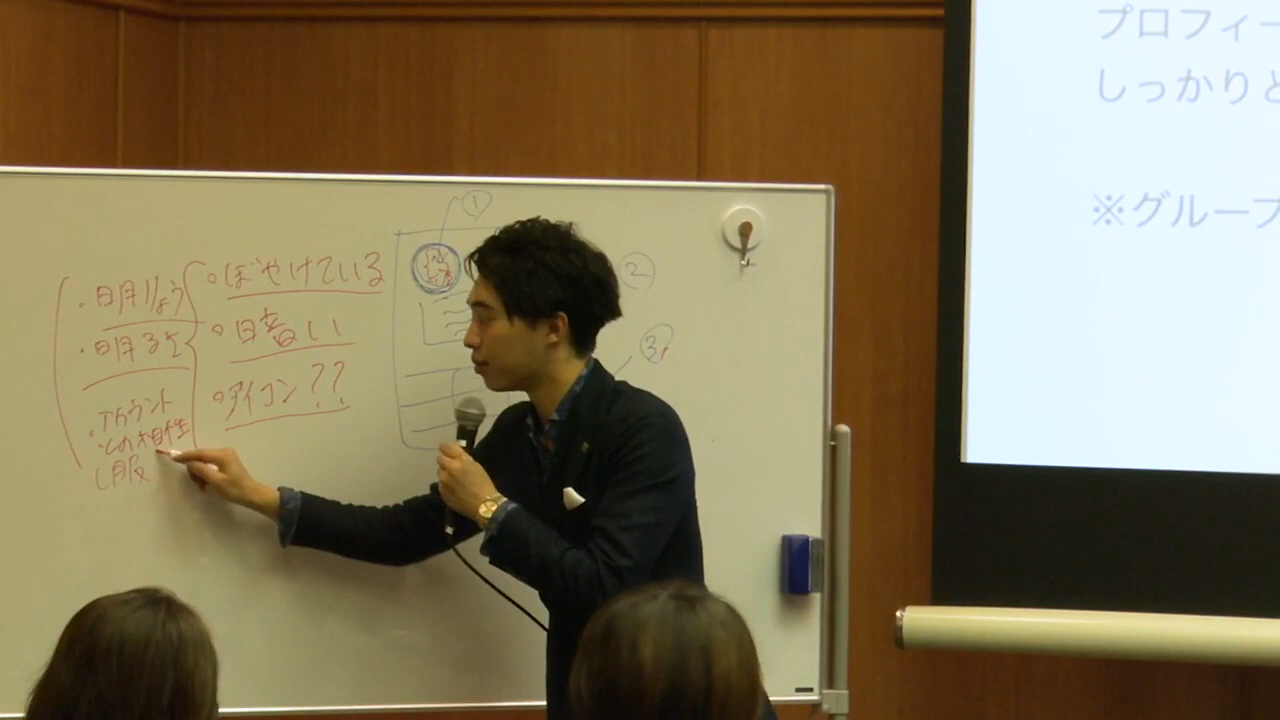 ・明りょう
・明るさ
・アカウント
との相性
(服
。ぼやけている
。暗い
。アイコン??
①
②
③
プロフィー
しっかりと
※グループ